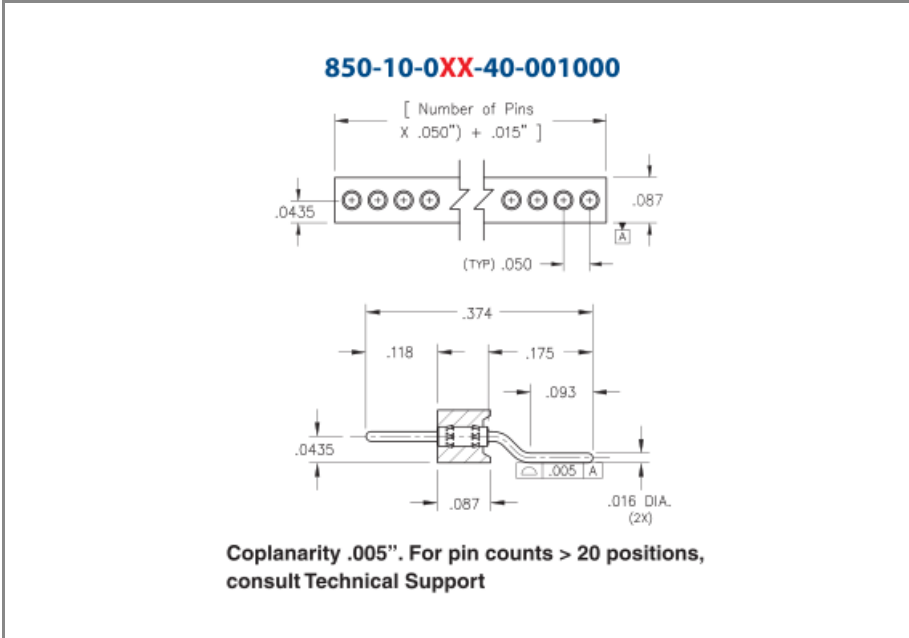 850-10-0XX-40-001000
[ Number of Pins
X .050") + .015" ]
.0435
.087
A
(TYP) .050
.374
.118
.175
.093
.0435
.005 A
.087
.016 DIA.
(2X)
Coplanarity .005”. For pin counts > 20 positions,
consult Technical Support